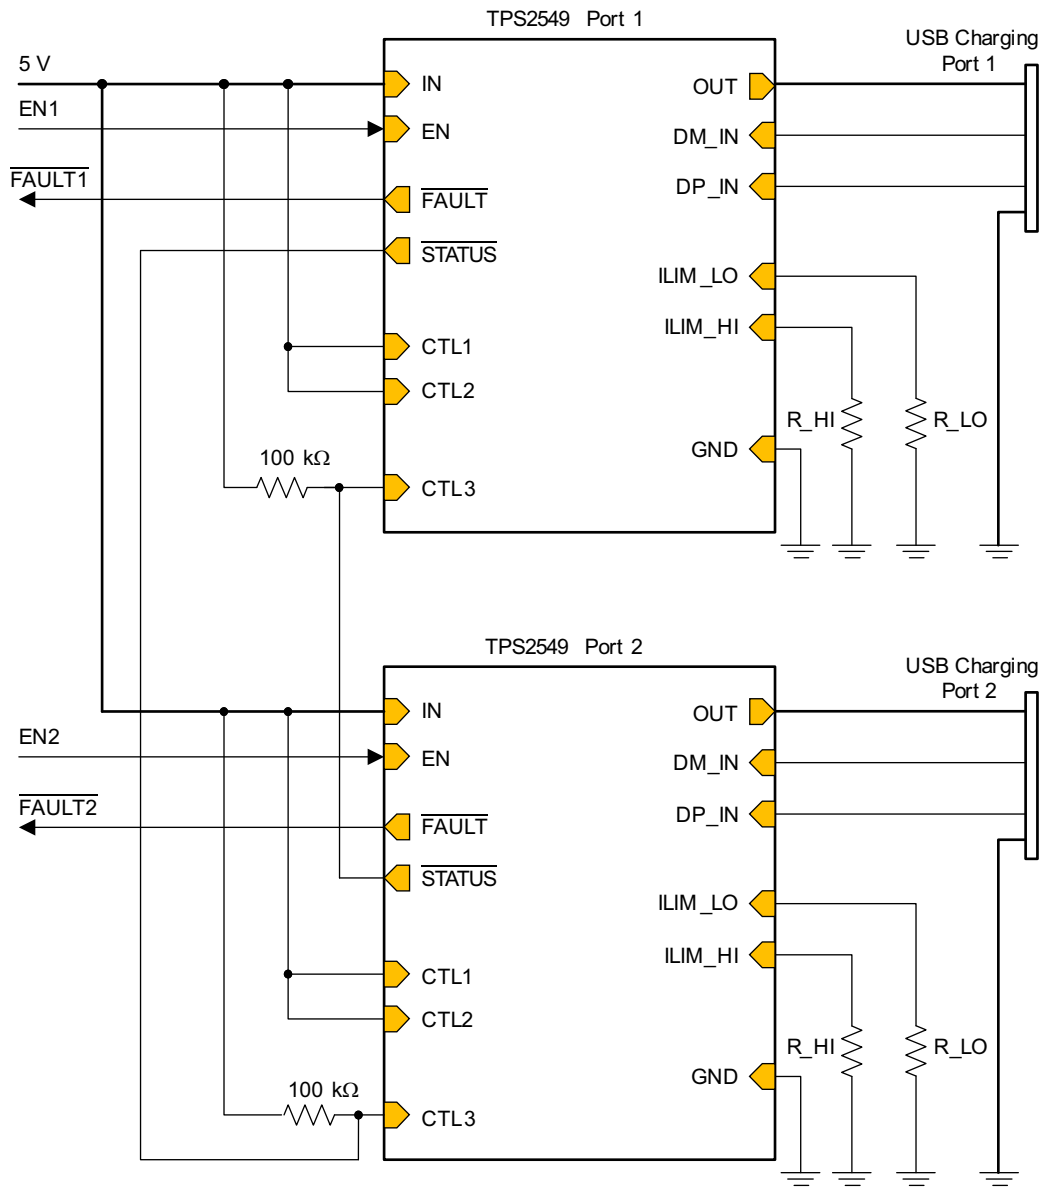 TPS2549 Port 1
USB Charging
Port 1
5 V
IN
OUT
EN1
EN
DM_IN
FAULT1
DP_IN
FAULT
STATUS
ILIM_LO
ILIM_HI
CTL1
CTL2
R_HI
R_LO
GND
100 kΩ
CTL3
TPS2549 Port 2
USB Charging
Port 2
IN
OUT
EN2
EN
DM_IN
FAULT2
DP_IN
FAULT
STATUS
ILIM_LO
ILIM_HI
CTL1
CTL2
R_HI
R_LO
GND
100 kΩ
CTL3